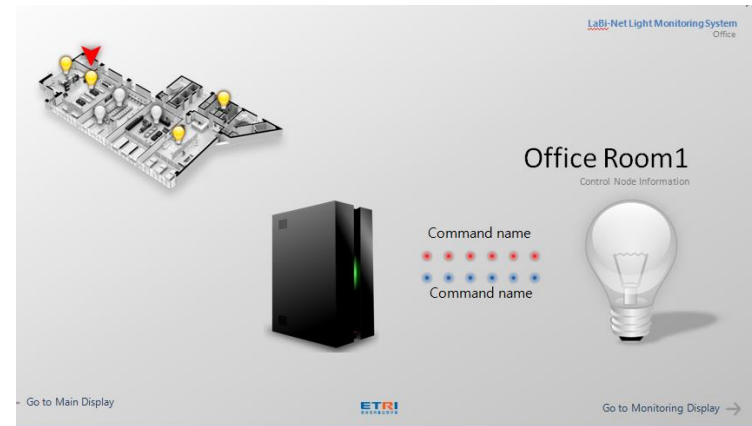 LaBi-Net Light Monitoring System
Office
Office Room1
Control Node Information
Command name
Command name
Go to Main Display
ETRI
Go to Monitoring Display